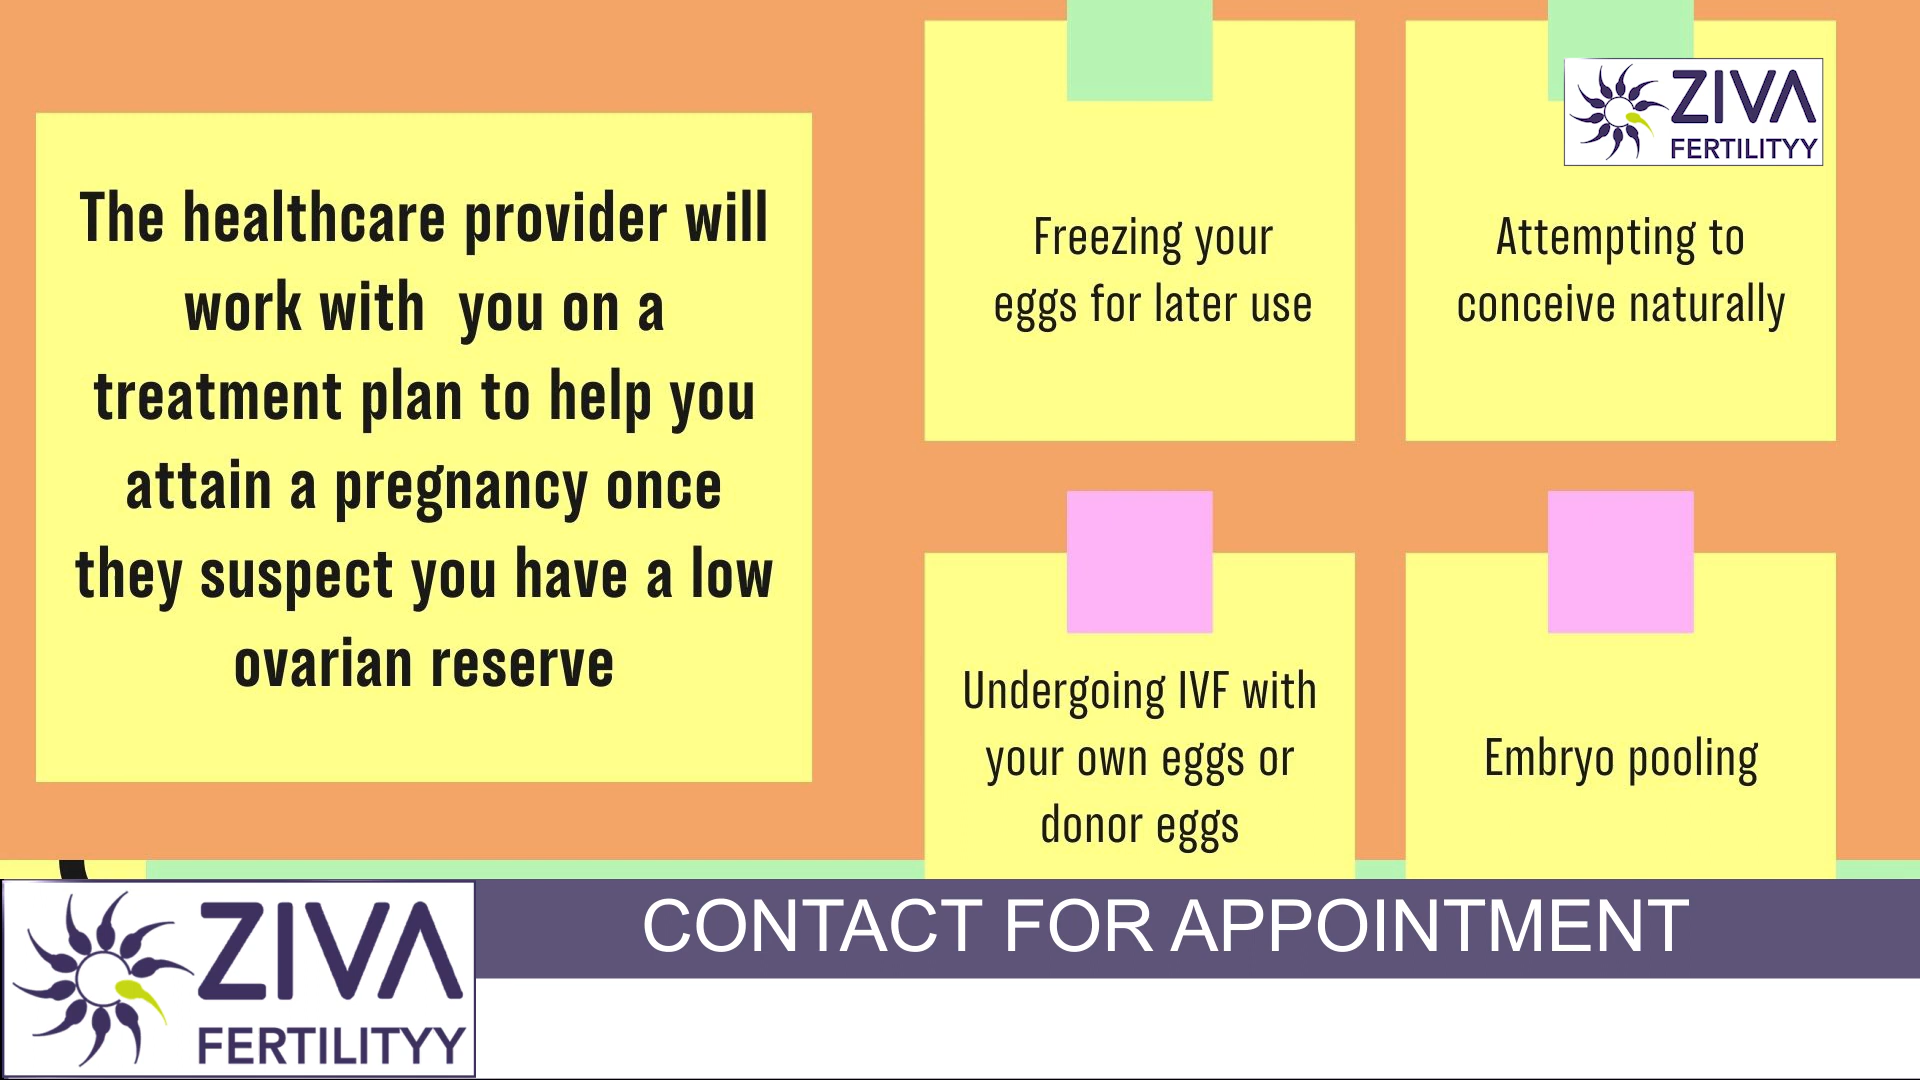 The healthcare provider will
work with  you on a
treatment plan to help you
attain a pregnancy once
they suspect you have a low
ovarian reserve
Freezing your
eggs for later use
ZIVA
FERTILITYY
Attempting to
conceive naturally
Undergoing IVF with
your own eggs or
donor eggs
Embryo pooling
ZIVA
FERTILITYY
CONTACT FOR APPOINTMENT